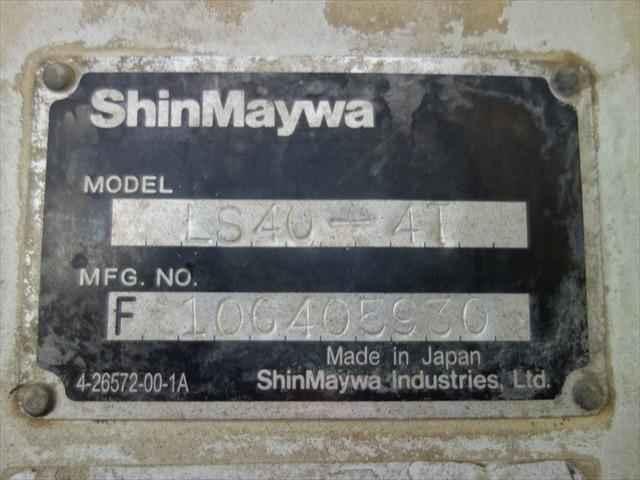 ShinMaywa
MODEL
LS40-4T
MFG. NO.
F 106405930
Made in Japan
4-26572-00-1A
ShinMaywa Industries, Ltd.